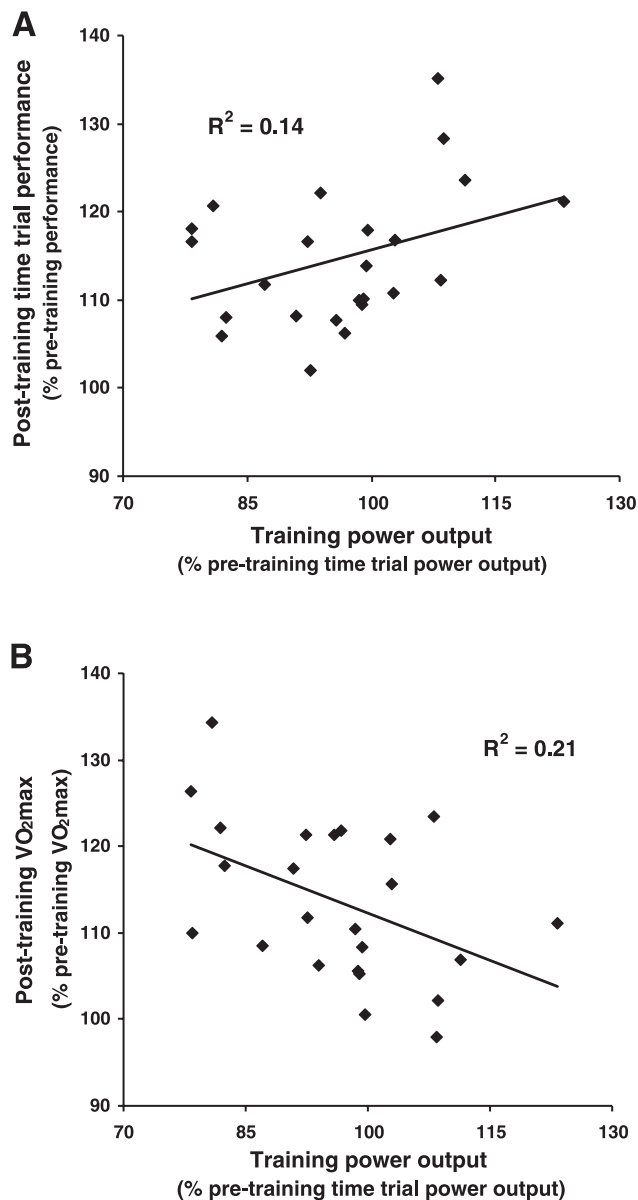 A
Post-training time trial performance
(% pre-training performance)
140
130
120
110
100
90
R² = 0.14
70 85 100 115 130
Training power output
(% pre-training time trial power output)
B
Post-training VO₂max
(% pre-training VO₂max)
140
130
120
110
100
90
R² = 0.21
70 85 100 115 130
Training power output
(% pre-training time trial power output)